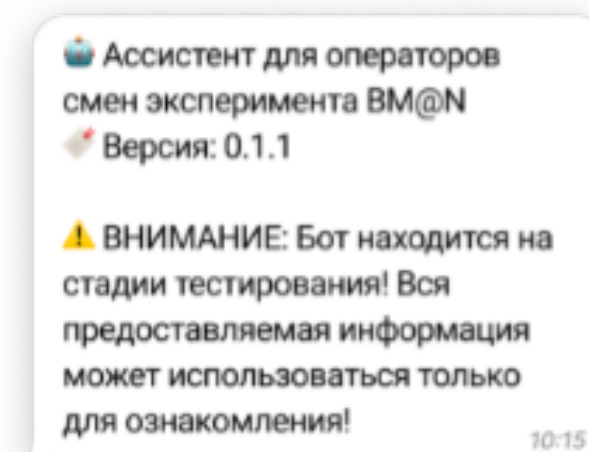 🤖 Ассистент для операторов
смен эксперимента BM@N
🏷️ Версия: 0.1.1
⚠️ ВНИМАНИЕ: Бот находится на
стадии тестирования! Вся
предоставляемая информация
может использоваться только
для ознакомления!
10:15